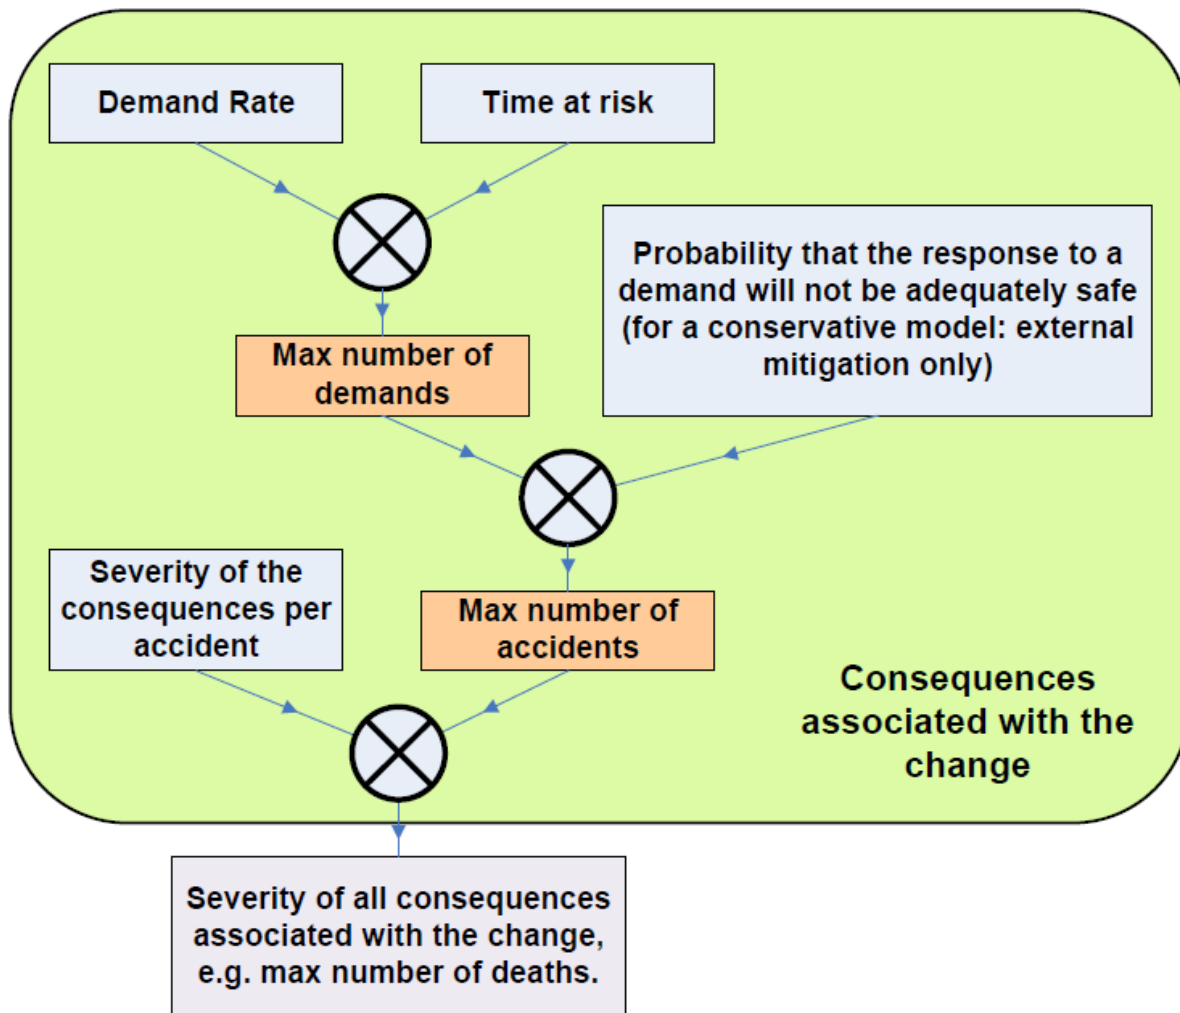 Demand Rate
Time at risk
Probability that the response to a
demand will not be adequately safe
(for a conservative model: external
mitigation only)
Max number of
demands
Severity of the
consequences per
accident
Max number of
accidents
Consequences
associated with the
change
Severity of all consequences
associated with the change,
e.g. max number of deaths.